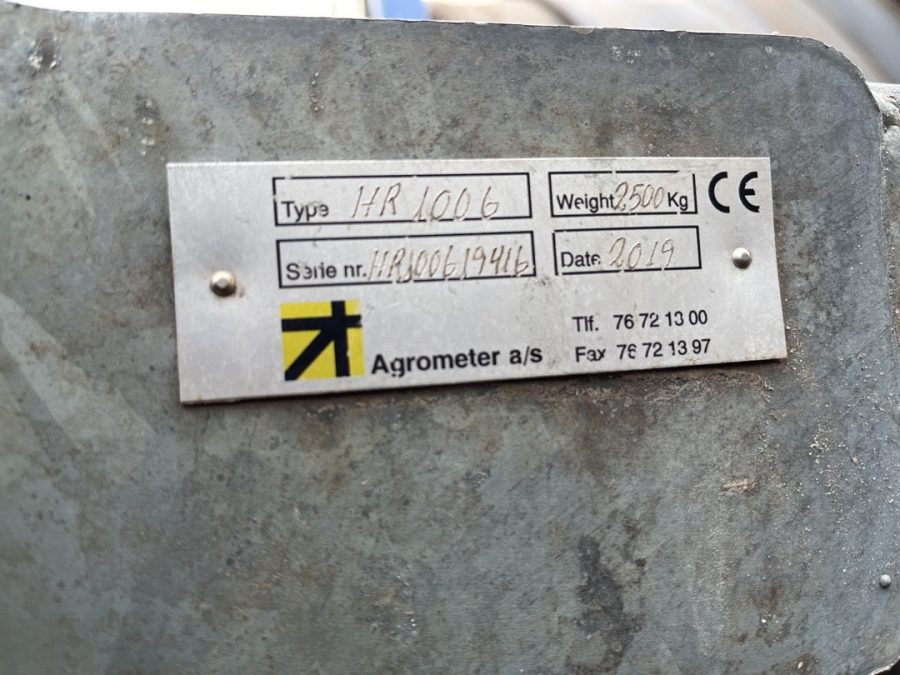 Type HR 1006 Weight 2500 Kg CE
Serie nr. HR100619416 Date 2019
Tlf. 76 72 13 00
Agrometer a/s Fax 76 72 13 97